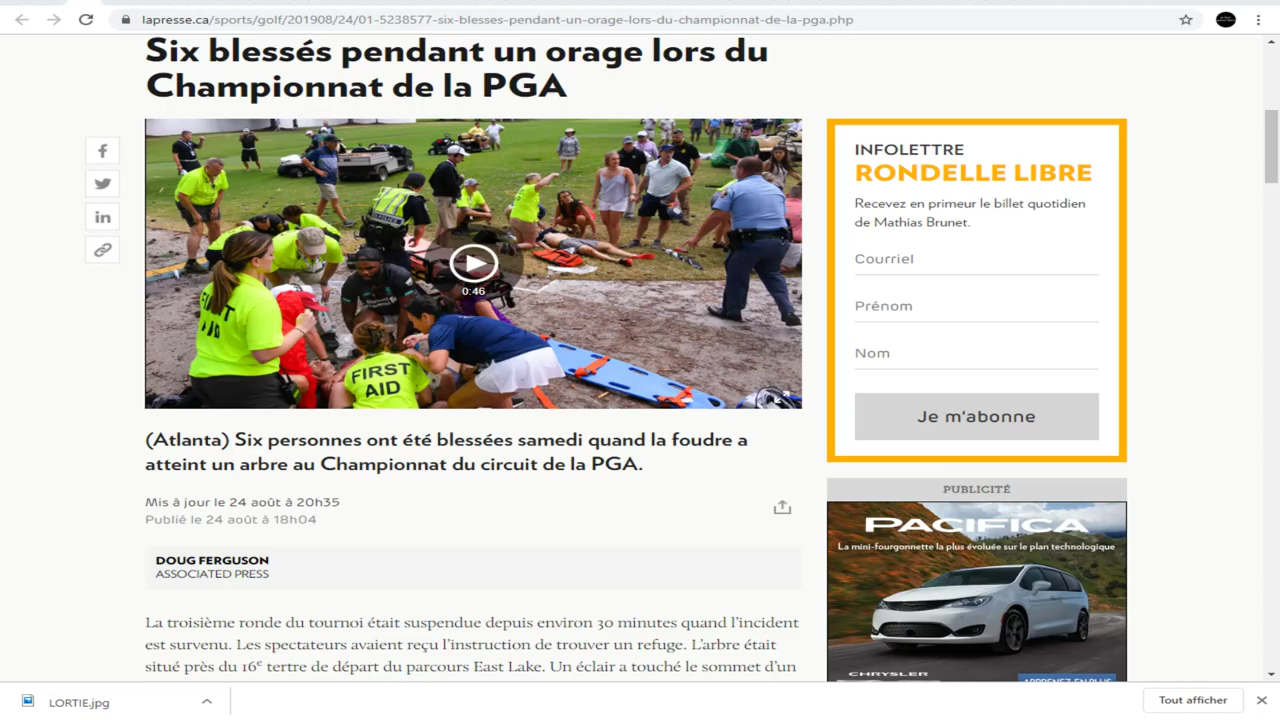 lapresse.ca/sports/golf/201908/24/01-5238577-six-blesses-pendant-un-orage-lors-du-championnat-de-la-pga.php
Six blessés pendant un orage lors du
Championnat de la PGA
POLICE
FIRST
AID
FIRST
AID
0:46
(Atlanta) Six personnes ont été blessées samedi quand la foudre a
atteint un arbre au Championnat du circuit de la PGA.
Mis à jour le 24 août à 20h35
Publié le 24 août à 18h04
DOUG FERGUSON
ASSOCIATED PRESS
La troisième ronde du tournoi était suspendue depuis environ 30 minutes quand l'incident
est survenu. Les spectateurs avaient reçu l'instruction de trouver un refuge. L'arbre était
situé près du 16e tertre de départ du parcours East Lake. Un éclair a touché le sommet d'un
INFOLETTRE
RONDELLE LIBRE
Recevez en primeur le billet quotidien
de Mathias Brunet.
Courriel
Prénom
Nom
Je m'abonne
PUBLICITÉ
PACIFICA
La mini-fourgonnette la plus évoluée sur le plan technologique
CHRYSLER
APPRENEZ-EN PLUS
LORTIE.jpg
Tout afficher